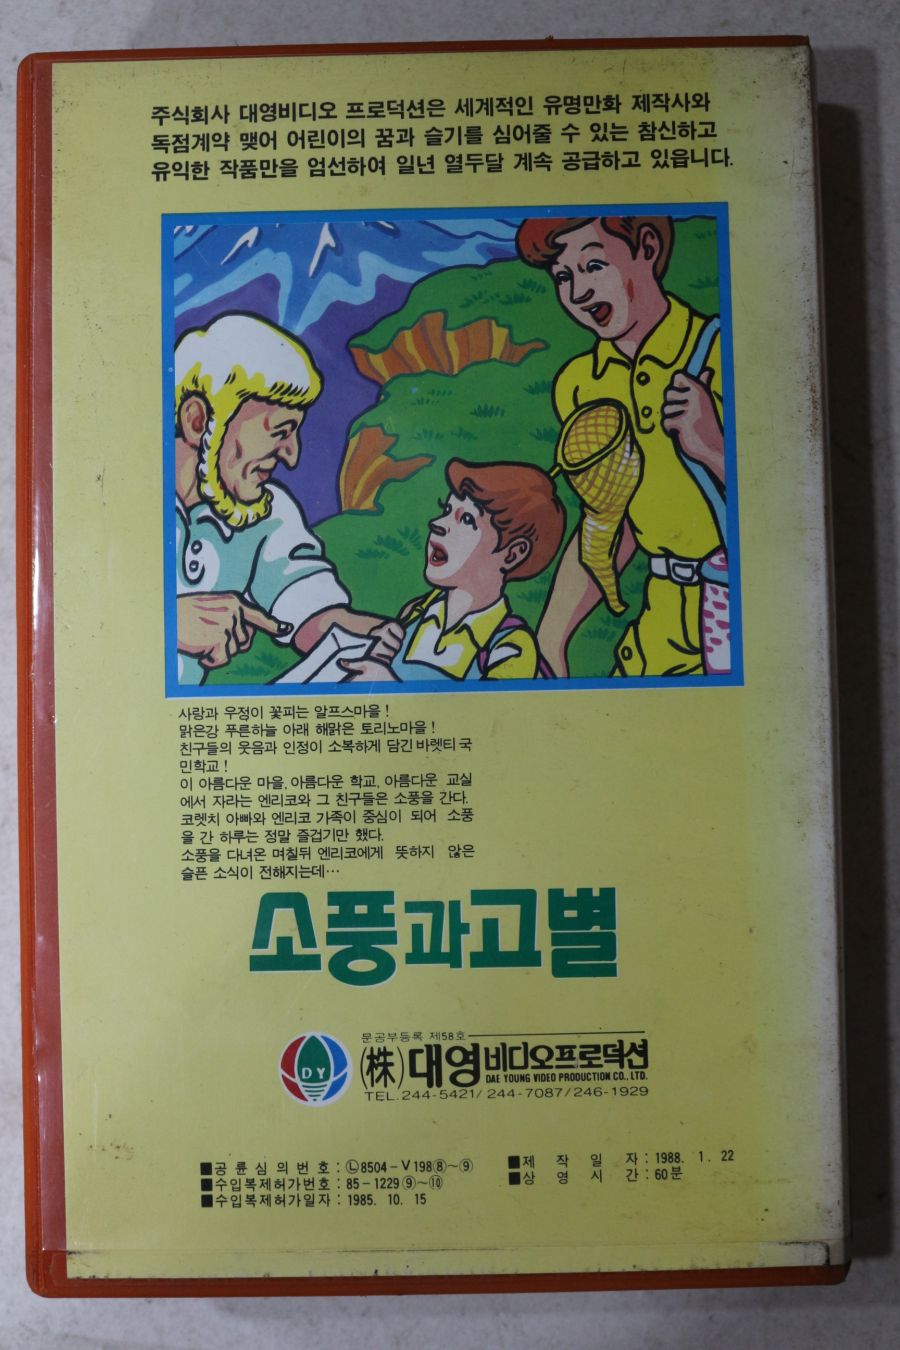 주식회사 대영비디오 프로덕션은 세계적인 유명만화 제작사와
독점계약 맺어 어린이의 꿈과 슬기를 심어줄 수 있는 참신하고
유익한 작품만을 엄선하여 일년 열두달 계속 공급하고 있읍니다.
사랑과 우정이 꽃피는 알프스마을!
맑은강 푸른하늘 아래 해맑은 토리노마을!
친구들의 웃음과 인정이 소복하게 담긴 바렛티 국
민학교!
이 아름다운 마을, 아름다운 학교, 아름다운 교실
에서 자라는 엔리코와 그 친구들은 소풍을 간다.
코렛치 아빠와 엔리코 가족이 중심이 되어 소풍
을 간 하루는 정말 즐겁기만 했다.
소풍을 다녀온 며칠뒤 엔리코에게 뜻하지 않은
슬픈 소식이 전해지는데…
소풍과고별
문공부등록 제58호
DY (株)대영비디오프로덕션
DAE YOUNG VIDEO PRODUCTION CO., LTD.
TEL. 244-5421/ 244-7087/246-1929
■공륜심의번호 : Ⓛ8504-V198⑧~⑨
■수입복제허가번호 : 85-1229⑨~⑩
■수입복제허가일자 : 1985. 10. 15
■제작일자 : 1988. 1. 22
■상영시간 : 60분